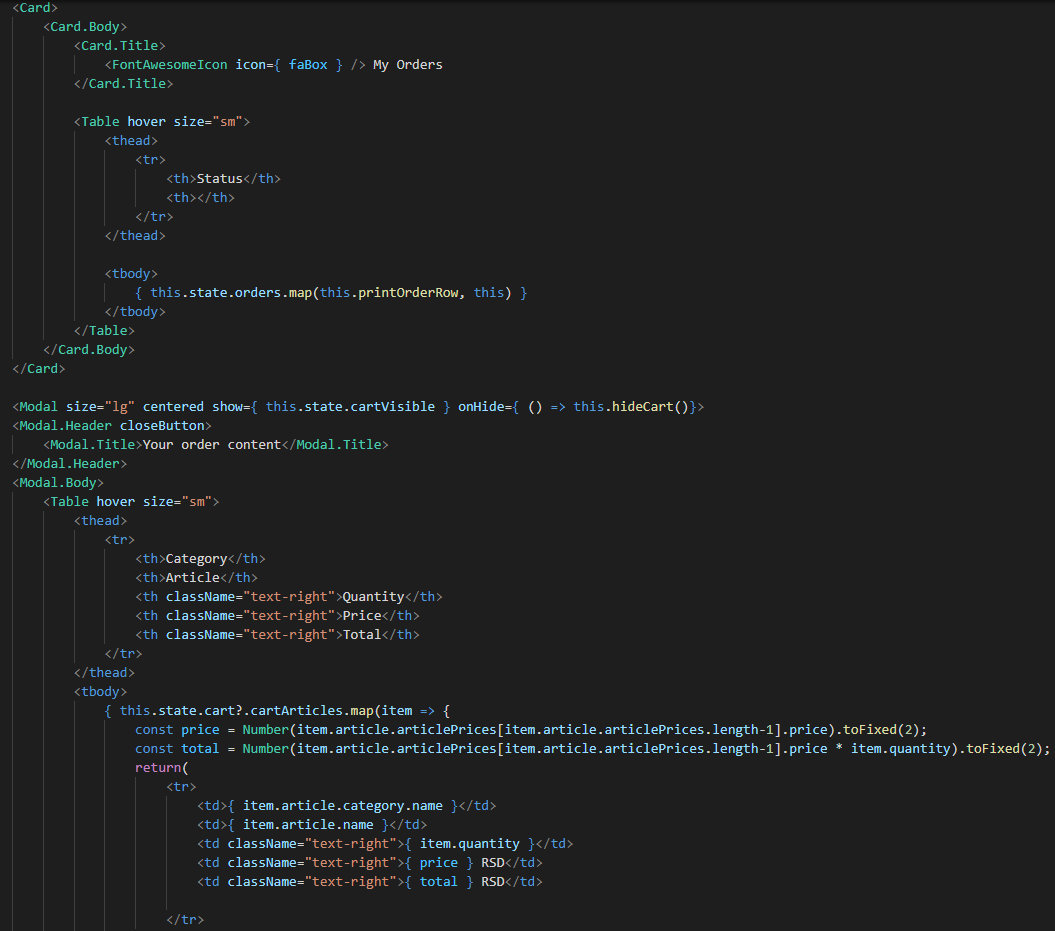 <Card>
    <Card.Body>
        <Card.Title>
            <FontAwesomeIcon icon={ faBox } /> My Orders
        </Card.Title>

        <Table hover size="sm">
            <thead>
                <tr>
                    <th>Status</th>
                    <th></th>
                </tr>
            </thead>

            <tbody>
                { this.state.orders.map(this.printOrderRow, this) }
            </tbody>
        </Table>
    </Card.Body>
</Card>

<Modal size="lg" centered show={ this.state.cartVisible } onHide={ () => this.hideCart()}>
<Modal.Header closeButton>
    <Modal.Title>Your order content</Modal.Title>
</Modal.Header>
<Modal.Body>
    <Table hover size="sm">
        <thead>
            <tr>
                <th>Category</th>
                <th>Article</th>
                <th className="text-right">Quantity</th>
                <th className="text-right">Price</th>
                <th className="text-right">Total</th>
            </tr>
        </thead>
        <tbody>
            { this.state.cart?.cartArticles.map(item => {
                const price = Number(item.article.articlePrices[item.article.articlePrices.length-1].price).toFixed(2);
                const total = Number(item.article.articlePrices[item.article.articlePrices.length-1].price * item.quantity).toFixed(2);
                return(
                    <tr>
                        <td>{ item.article.category.name }</td>
                        <td>{ item.article.name }</td>
                        <td className="text-right">{ item.quantity }</td>
                        <td className="text-right">{ price } RSD</td>
                        <td className="text-right">{ total } RSD</td>

                    </tr>